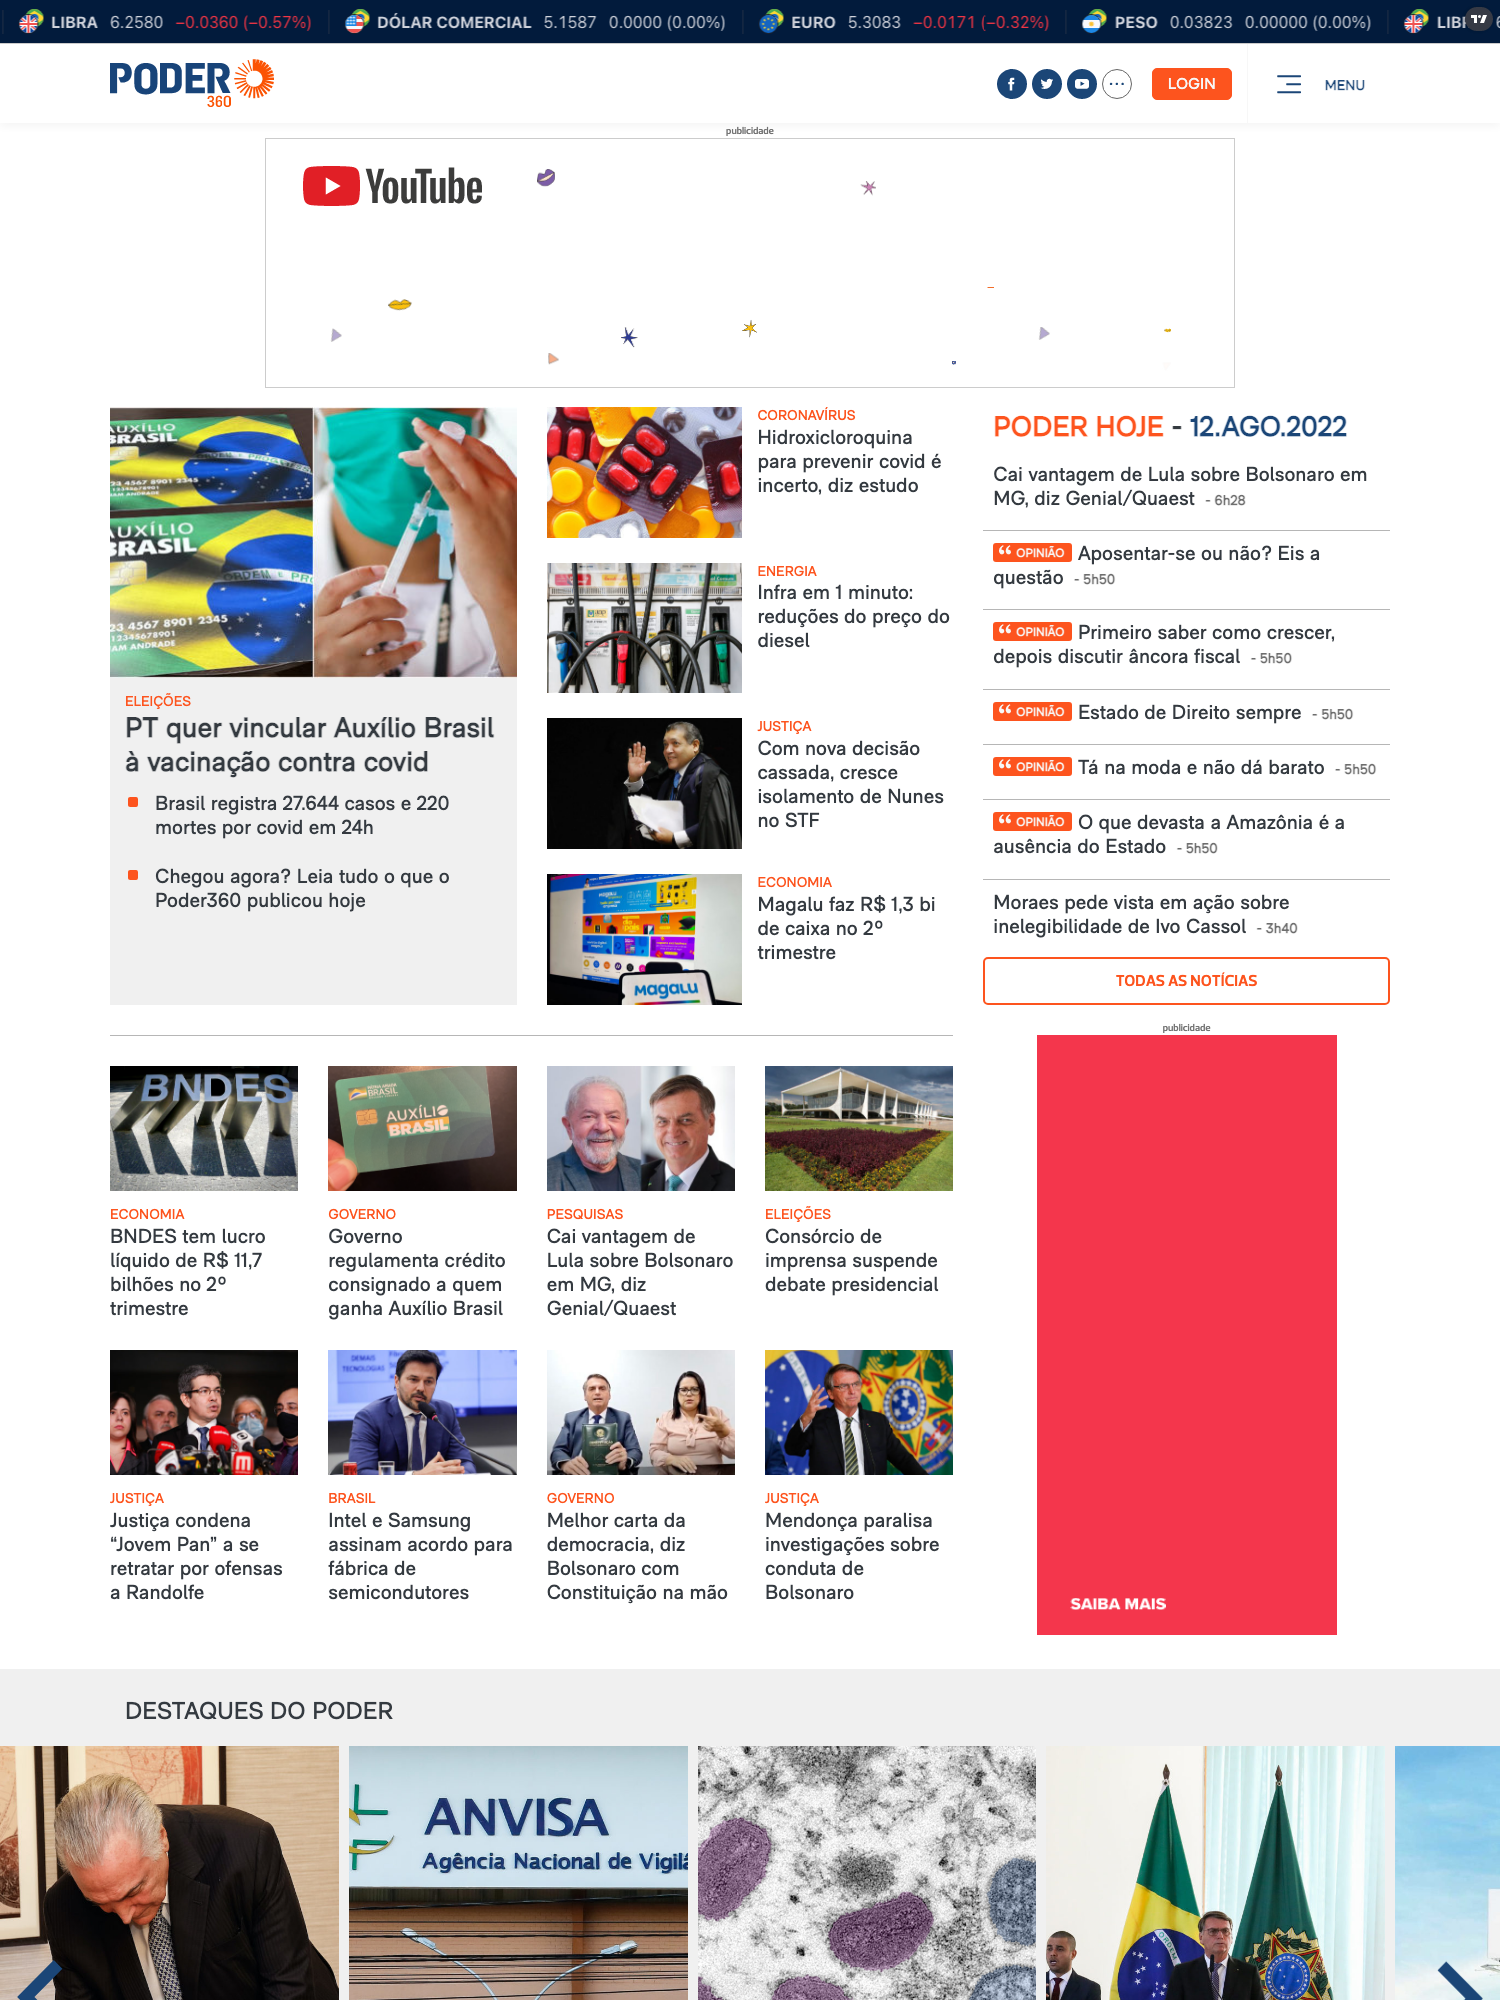 LIBRA 6.2580 −0.0360 (−0.57%) DÓLAR COMERCIAL 5.1587 0.0000 (0.00%) EURO 5.3083 −0.0171 (−0.32%) PESO 0.03823 0.00000 (0.00%)
PODER
360
LOGIN
MENU
publicidade
YouTube
AUXÍLIO
BRASIL
ELEIÇÕES
PT quer vincular Auxílio Brasil
à vacinação contra covid
Brasil registra 27.644 casos e 220
mortes por covid em 24h
Chegou agora? Leia tudo o que o
Poder360 publicou hoje
CORONAVÍRUS
Hidroxicloroquina
para prevenir covid é
incerto, diz estudo
ENERGIA
Infra em 1 minuto:
reduções do preço do
diesel
JUSTIÇA
Com nova decisão
cassada, cresce
isolamento de Nunes
no STF
MAGALU
ECONOMIA
Magalu faz R$ 1,3 bi
de caixa no 2º
trimestre
PODER HOJE - 12.AGO.2022
Cai vantagem de Lula sobre Bolsonaro em
MG, diz Genial/Quaest - 6h28
“ OPINIÃO Aposentar-se ou não? Eis a
questão - 5h50
“ OPINIÃO Primeiro saber como crescer,
depois discutir âncora fiscal - 5h50
“ OPINIÃO Estado de Direito sempre - 5h50
“ OPINIÃO Tá na moda e não dá barato - 5h50
“ OPINIÃO O que devasta a Amazônia é a
ausência do Estado - 5h50
Moraes pede vista em ação sobre
inelegibilidade de Ivo Cassol - 3h40
TODAS AS NOTÍCIAS
publicidade
SAIBA MAIS
BNDES
ECONOMIA
BNDES tem lucro
líquido de R$ 11,7
bilhões no 2º
trimestre
AUXÍLIO
BRASIL
GOVERNO
Governo
regulamenta crédito
consignado a quem
ganha Auxílio Brasil
PESQUISAS
Cai vantagem de
Lula sobre Bolsonaro
em MG, diz
Genial/Quaest
ELEIÇÕES
Consórcio de
imprensa suspende
debate presidencial
JUSTIÇA
Justiça condena
“Jovem Pan” a se
retratar por ofensas
a Randolfe
BRASIL
Intel e Samsung
assinam acordo para
fábrica de
semicondutores
GOVERNO
Melhor carta da
democracia, diz
Bolsonaro com
Constituição na mão
JUSTIÇA
Mendonça paralisa
investigações sobre
conduta de
Bolsonaro
DESTAQUES DO PODER
ANVISA
Agência Nacional de